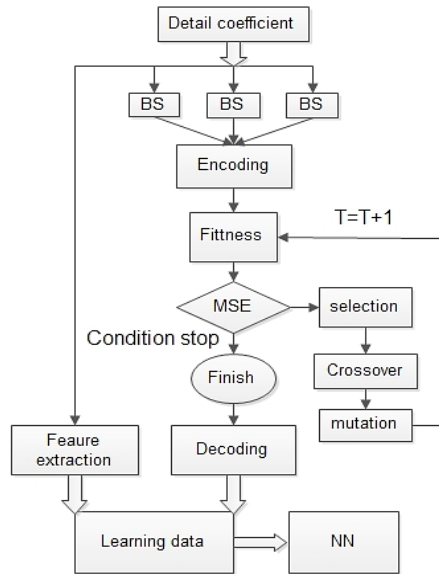 Detail coefficient
BS BS BS
Encoding
T=T+1
Fittness
MSE
selection
Condition stop
Crossover
Finish
mutation
Feaure
extraction
Decoding
Learning data
NN